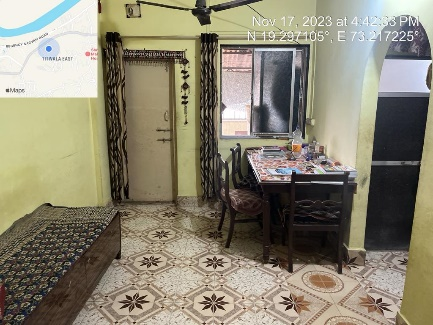 Nov 17, 2023 at 4:42:33 PM
N 19.297105°, E 73.217225°
TITWALA EAST
Maps